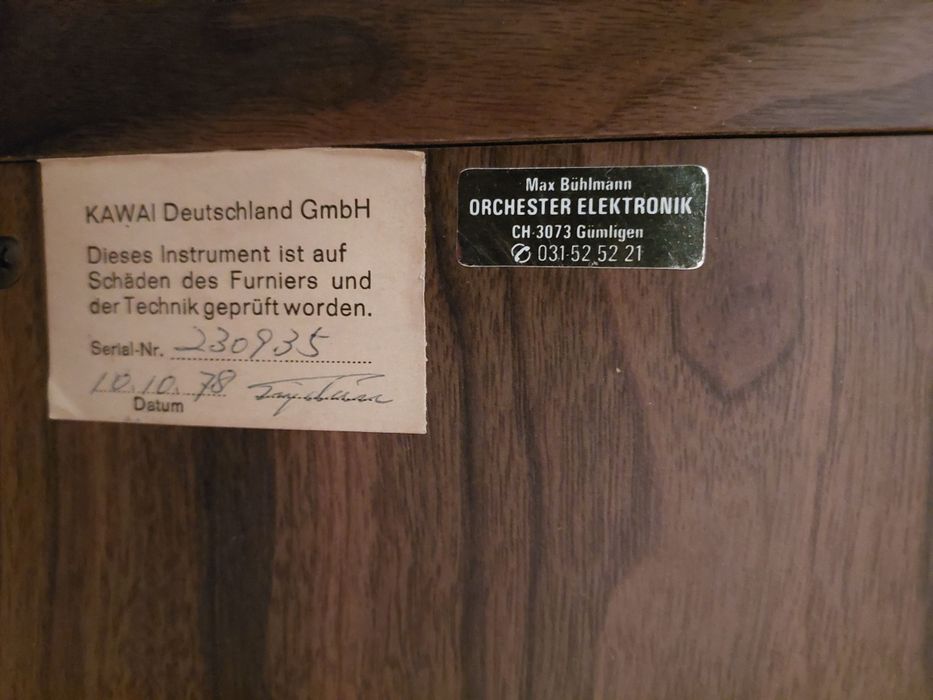 KAWAI Deutschland GmbH
Dieses Instrument ist auf
Schäden des Furniers und
der Technik geprüft worden.
Serial-Nr. 230935
10.10.78
Datum
Max Bühlmann
ORCHESTER ELEKTRONIK
CH-3073 Gümligen
✆ 031-52 52 21